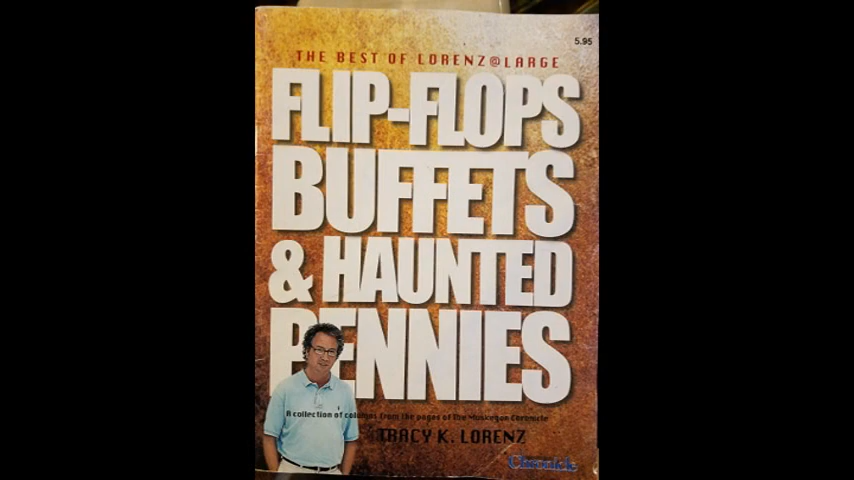 5.95
THE BEST OF LORENZ@LARGE
FLIP-FLOPS
BUFFETS
& HAUNTED
PENNIES
A collection of columns from the pages of The Muskegon Chronicle
TRACY K. LORENZ
Chronicle